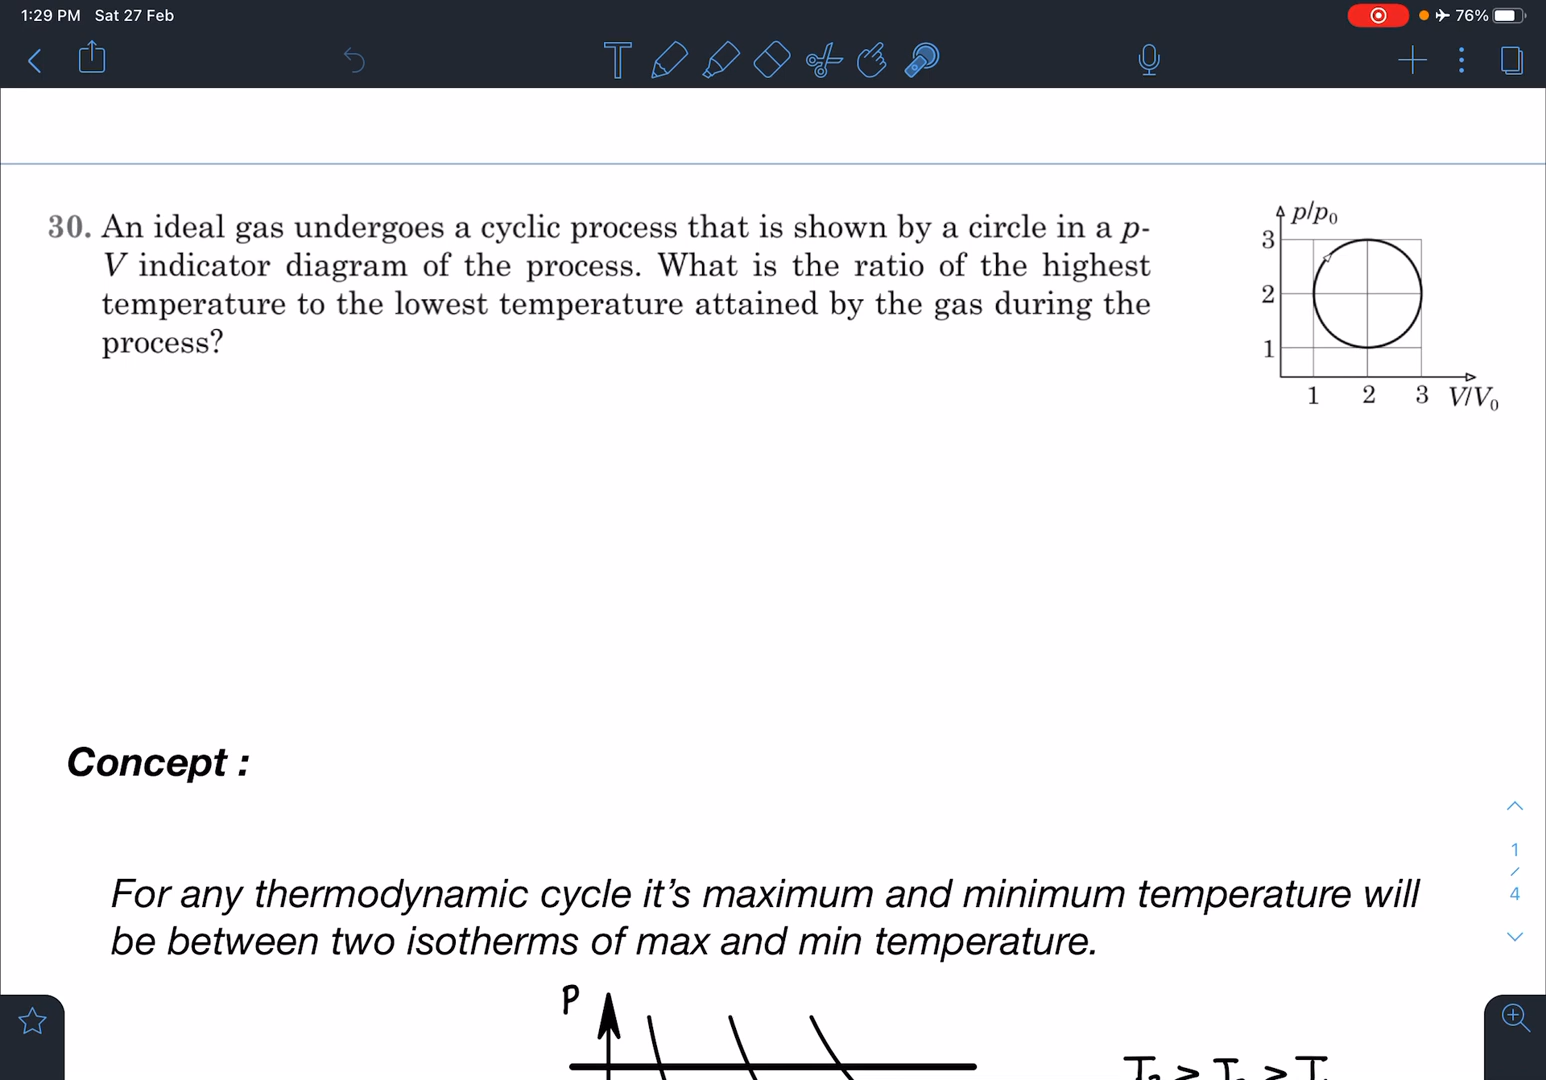 1:29 PM Sat 27 Feb
76%
30. An ideal gas undergoes a cyclic process that is shown by a circle in a p-
V indicator diagram of the process. What is the ratio of the highest
temperature to the lowest temperature attained by the gas during the
process?
p/p₀
3
2
1
1 2 3 V/V₀
Concept :
For any thermodynamic cycle it's maximum and minimum temperature will
be between two isotherms of max and min temperature.
1
/
4
P